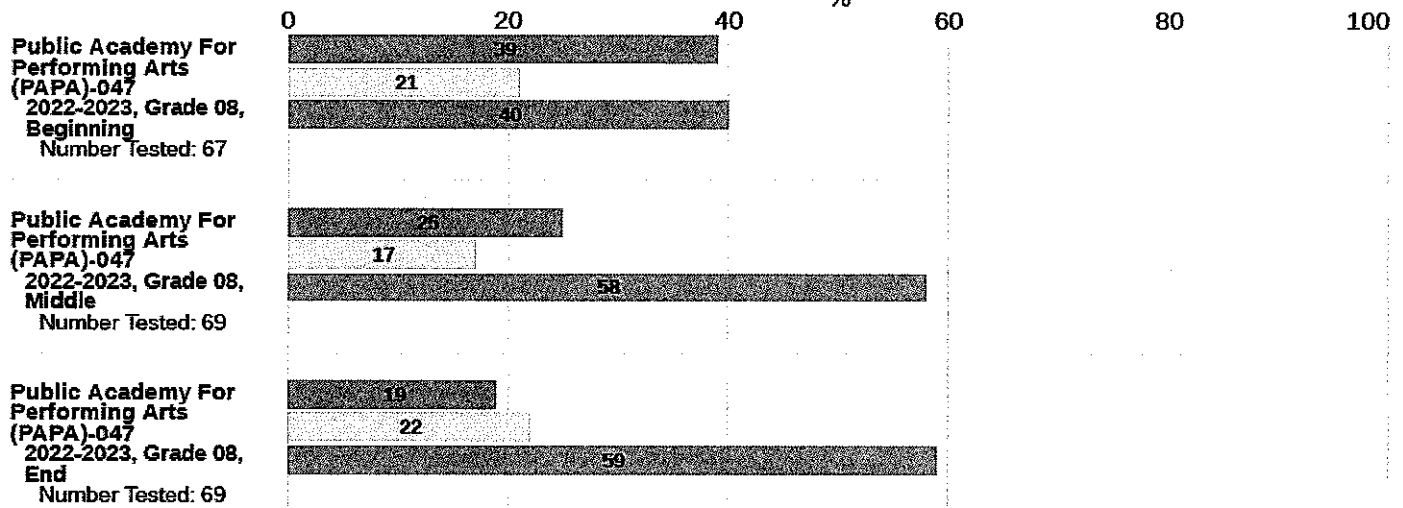 %
0 20 40 60 80 100
Public Academy For
Performing Arts
(PAPA)-047
2022-2023, Grade 08,
Beginning
Number Tested: 67
39
21
40
Public Academy For
Performing Arts
(PAPA)-047
2022-2023, Grade 08,
Middle
Number Tested: 69
25
17
58
Public Academy For
Performing Arts
(PAPA)-047
2022-2023, Grade 08,
End
Number Tested: 69
19
22
59